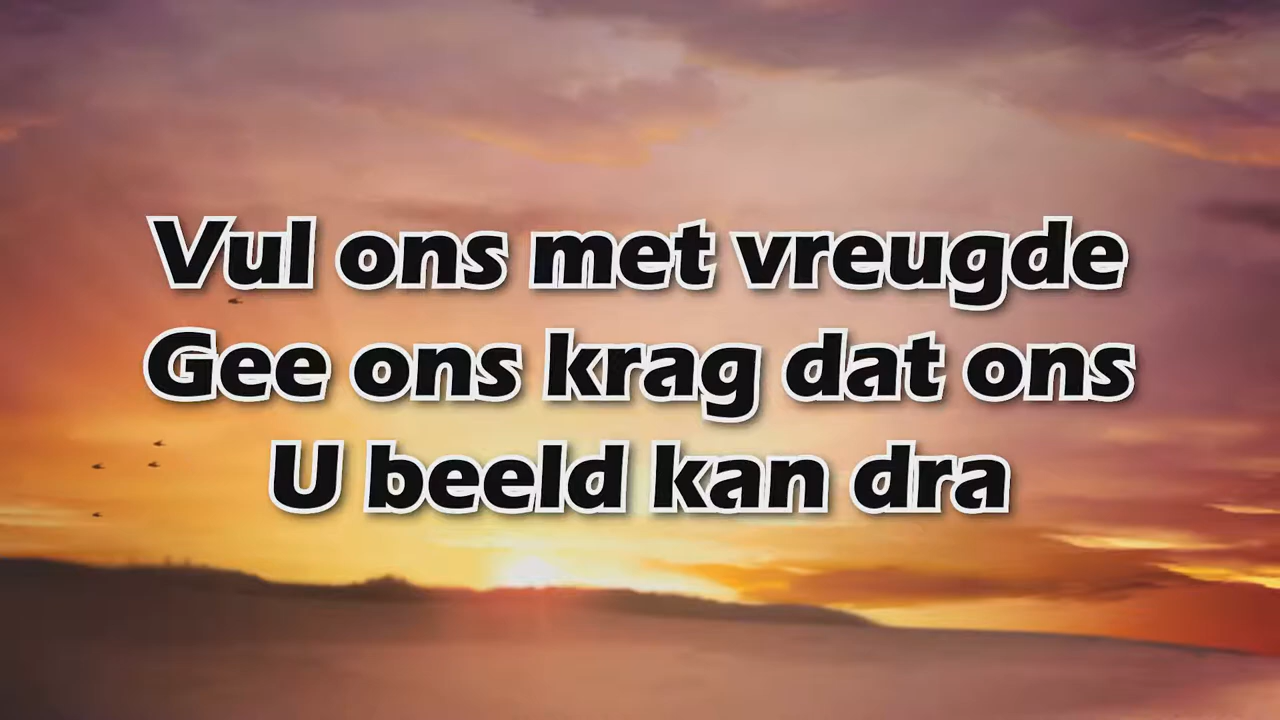 Vul ons met vreugde
Gee ons krag dat ons
U beeld kan dra